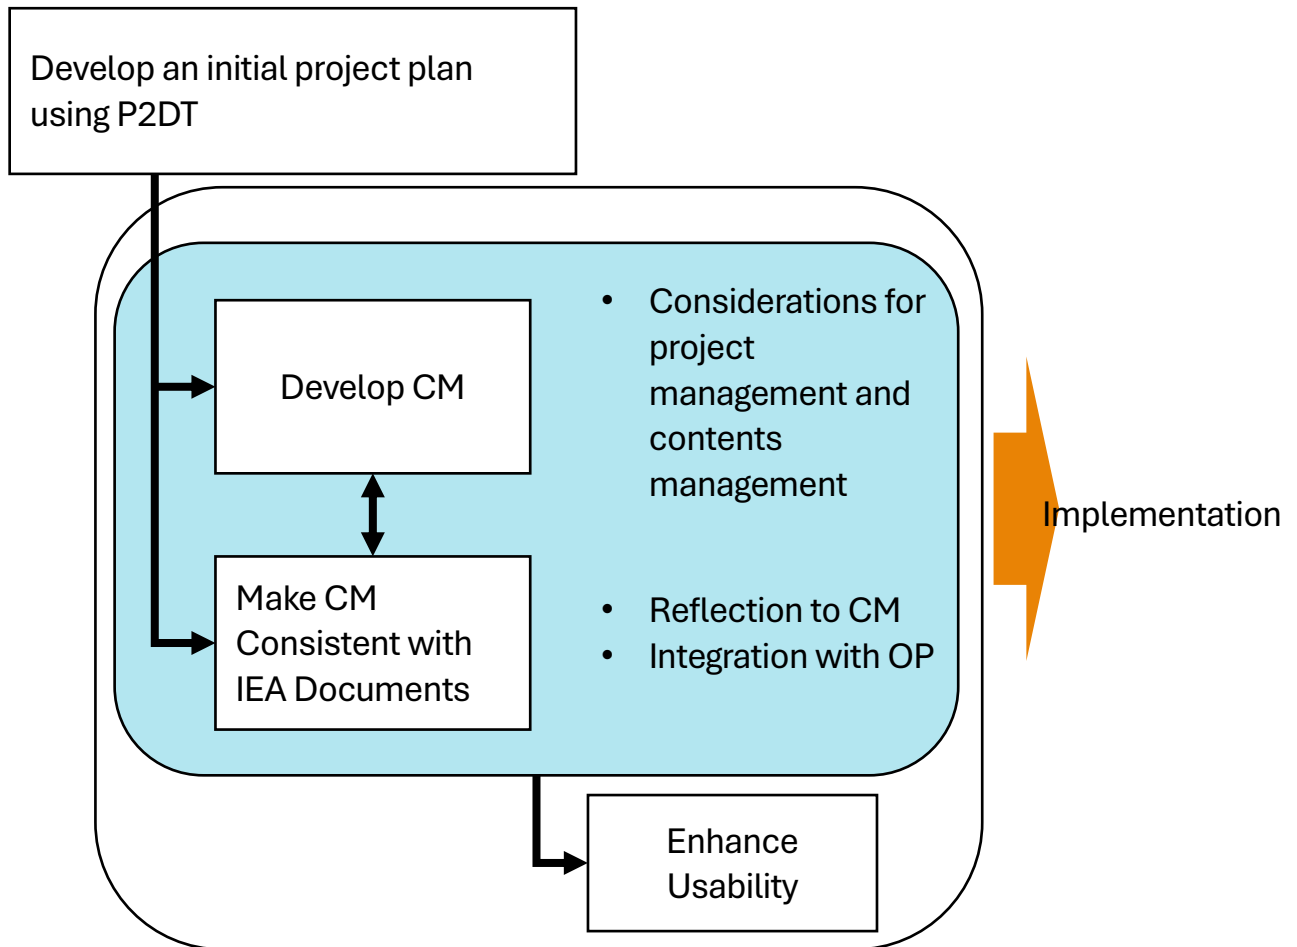 Develop an initial project plan
using P2DT
Develop CM
• Considerations for
project
management and
contents
management
Make CM
Consistent with
IEA Documents
• Reflection to CM
• Integration with OP
Implementation
Enhance
Usability